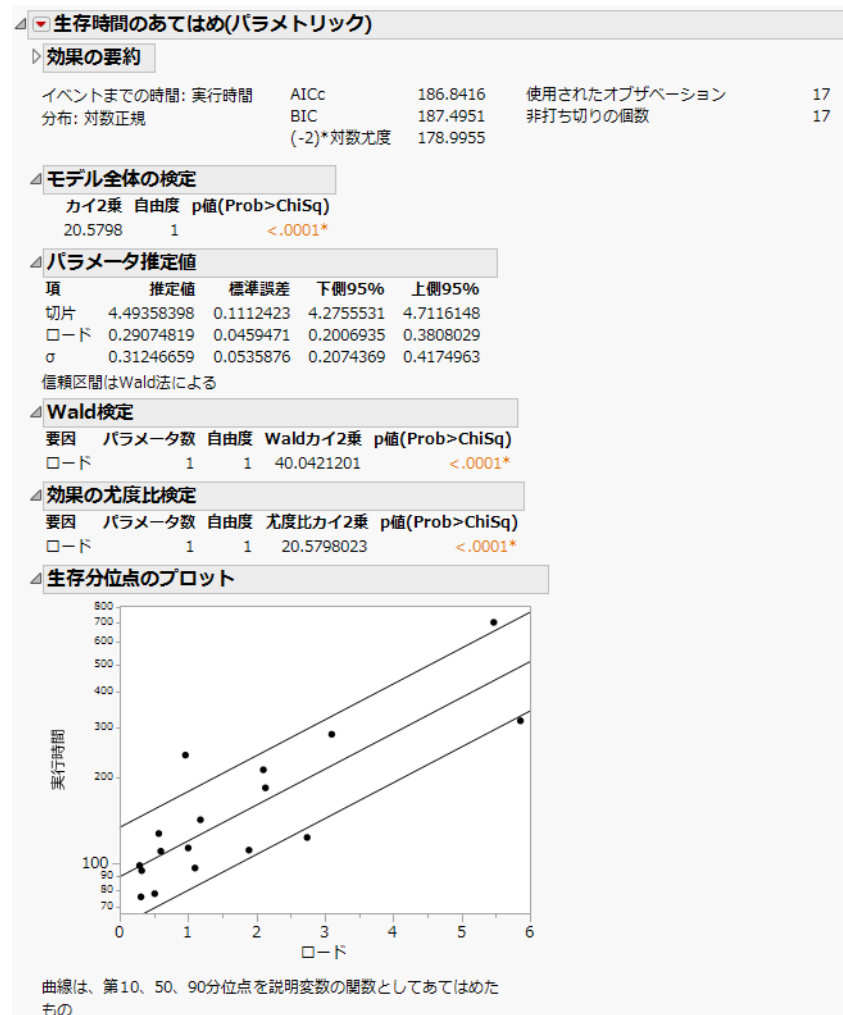 生存時間のあてはめ(パラメトリック)
効果の要約
イベントまでの時間: 実行時間 AICc 186.8416 使用されたオブザベーション 17
分布: 対数正規 BIC 187.4951 非打ち切りの個数 17
(-2)*対数尤度 178.9955
モデル全体の検定
カイ2乗 自由度 p値(Prob>ChiSq)
20.5798 1 <.0001*
パラメータ推定値
項 推定値 標準誤差 下側95% 上側95%
切片 4.49358398 0.1112423 4.2755531 4.7116148
ロード 0.29074819 0.0459471 0.2006935 0.3808029
σ 0.31246659 0.0535876 0.2074369 0.4174963
信頼区間はWald法による
Wald検定
要因 パラメータ数 自由度 Waldカイ2乗 p値(Prob>ChiSq)
ロード 1 1 40.0421201 <.0001*
効果の尤度比検定
要因 パラメータ数 自由度 尤度比カイ2乗 p値(Prob>ChiSq)
ロード 1 1 20.5798023 <.0001*
生存分位点のプロット
800
700
600
500
400
300
200
100
90
80
70
実行時間
0 1 2 3 4 5 6
ロード
曲線は、第10、50、90分位点を説明変数の関数としてあてはめた
もの